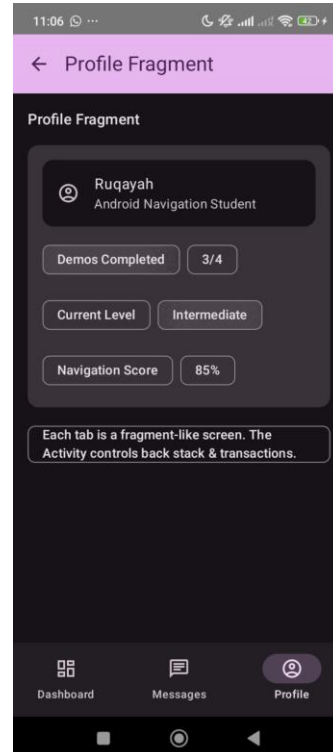 11:06
42
Profile Fragment
Profile Fragment
Ruqayah
Android Navigation Student
Demos Completed 3/4
Current Level Intermediate
Navigation Score 85%
Each tab is a fragment-like screen. The
Activity controls back stack & transactions.
Dashboard Messages Profile